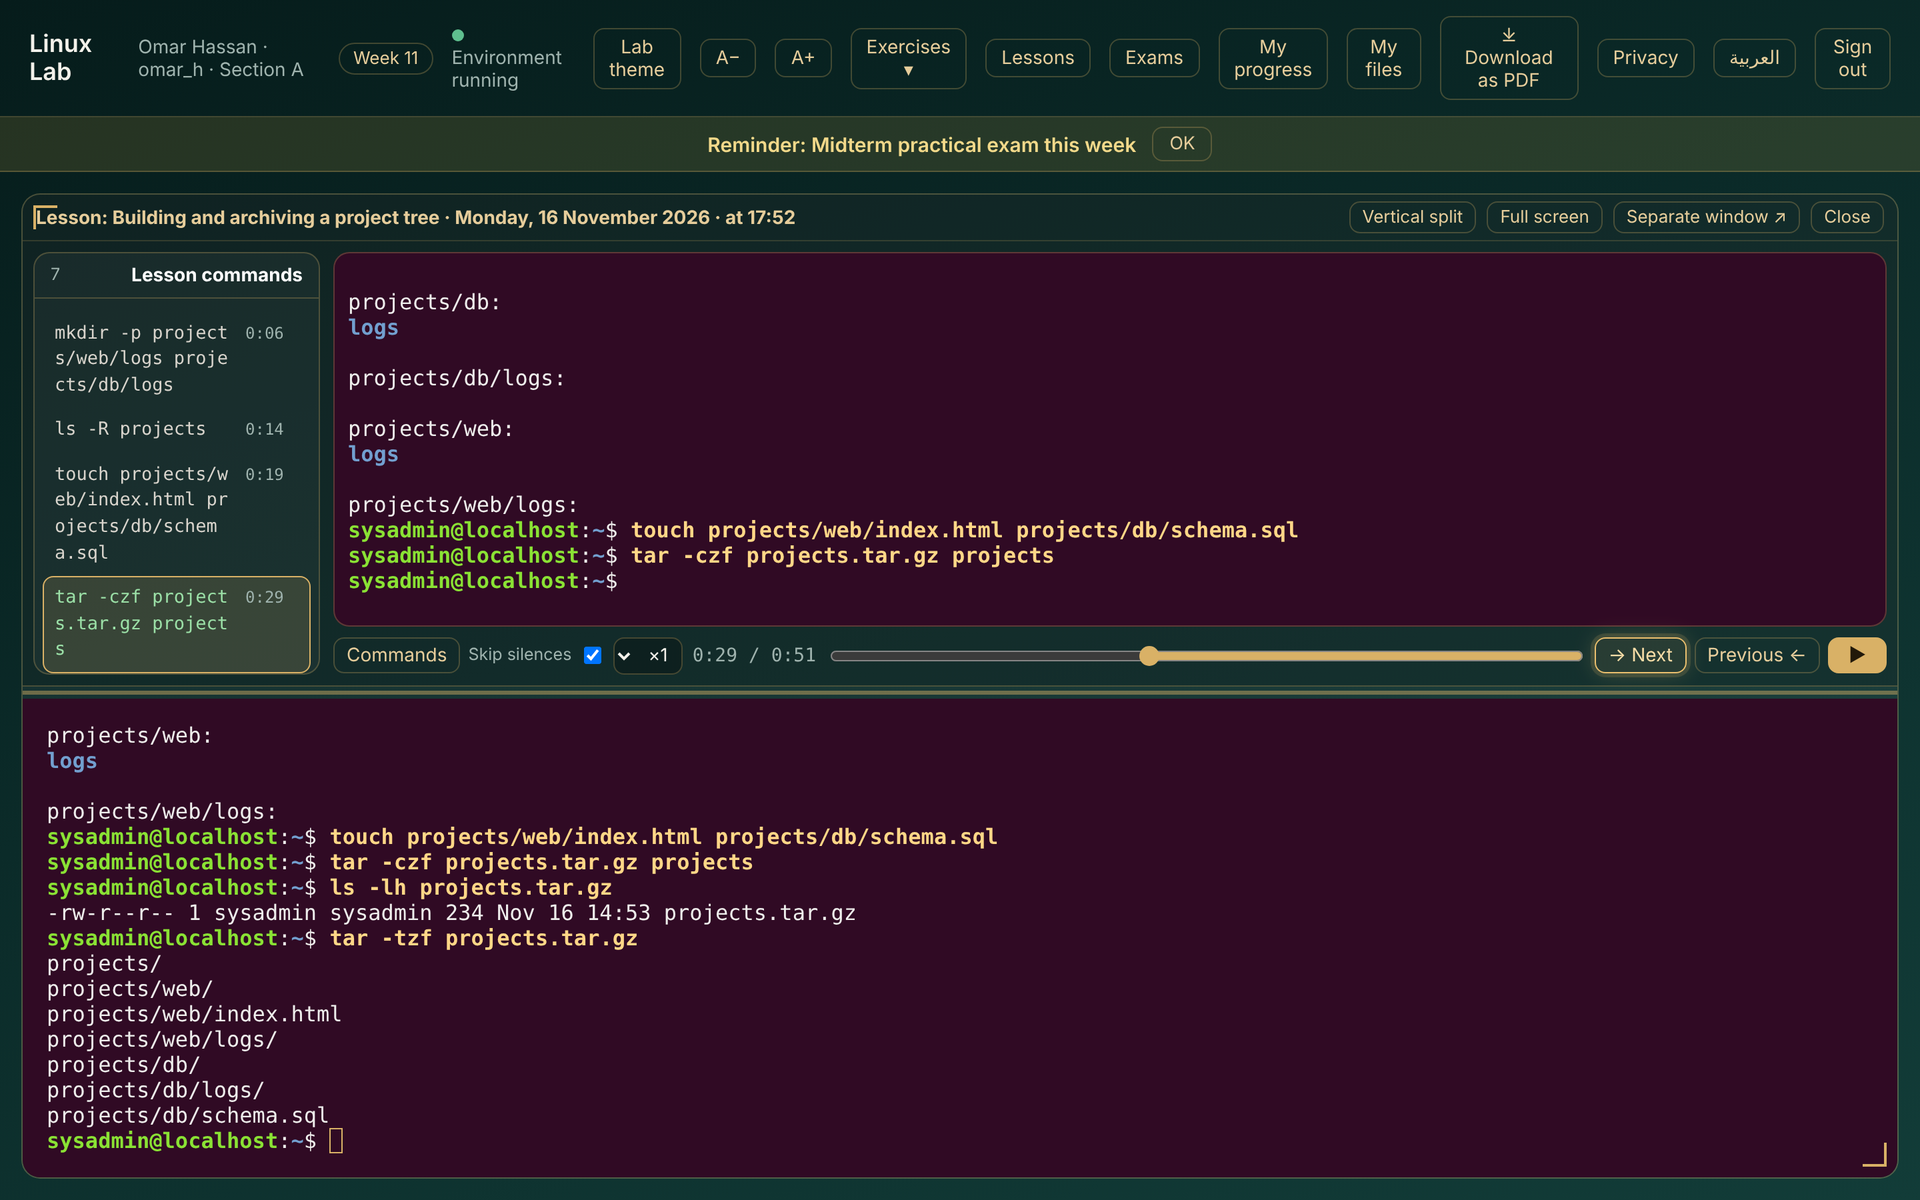 Linux Lab
Omar Hassan · omar_h · Section A
Week 11
Environment running
Lab theme
A−
A+
Exercises ▾
Lessons
Exams
My progress
My files
Download as PDF
Privacy
العربية
Sign out
Reminder: Midterm practical exam this week
OK
Lesson: Building and archiving a project tree · Monday, 16 November 2026 · at 17:52
Vertical split
Full screen
Separate window ↗
Close
7 Lesson commands
mkdir -p project 0:06
s/web/logs proje
cts/db/logs
ls -R projects 0:14
touch projects/w 0:19
eb/index.html pr
ojects/db/schem
a.sql
tar -czf project 0:29
s.tar.gz project
s
projects/db:
logs
projects/db/logs:
projects/web:
logs
projects/web/logs:
sysadmin@localhost:~$ touch projects/web/index.html projects/db/schema.sql
sysadmin@localhost:~$ tar -czf projects.tar.gz projects
sysadmin@localhost:~$
Commands
Skip silences
×1
0:29 / 0:51
→ Next
Previous ←
projects/web:
logs
projects/web/logs:
sysadmin@localhost:~$ touch projects/web/index.html projects/db/schema.sql
sysadmin@localhost:~$ tar -czf projects.tar.gz projects
sysadmin@localhost:~$ ls -lh projects.tar.gz
-rw-r--r-- 1 sysadmin sysadmin 234 Nov 16 14:53 projects.tar.gz
sysadmin@localhost:~$ tar -tzf projects.tar.gz
projects/
projects/web/
projects/web/index.html
projects/web/logs/
projects/db/
projects/db/logs/
projects/db/schema.sql
sysadmin@localhost:~$